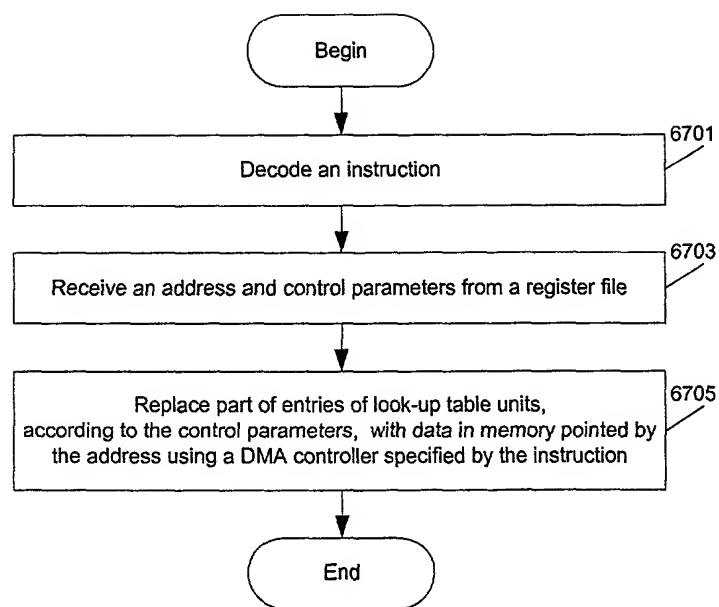 Begin
6701
Decode an instruction
6703
Receive an address and control parameters from a register file
6705
Replace part of entries of look-up table units,
according to the control parameters, with data in memory pointed by
the address using a DMA controller specified by the instruction
End